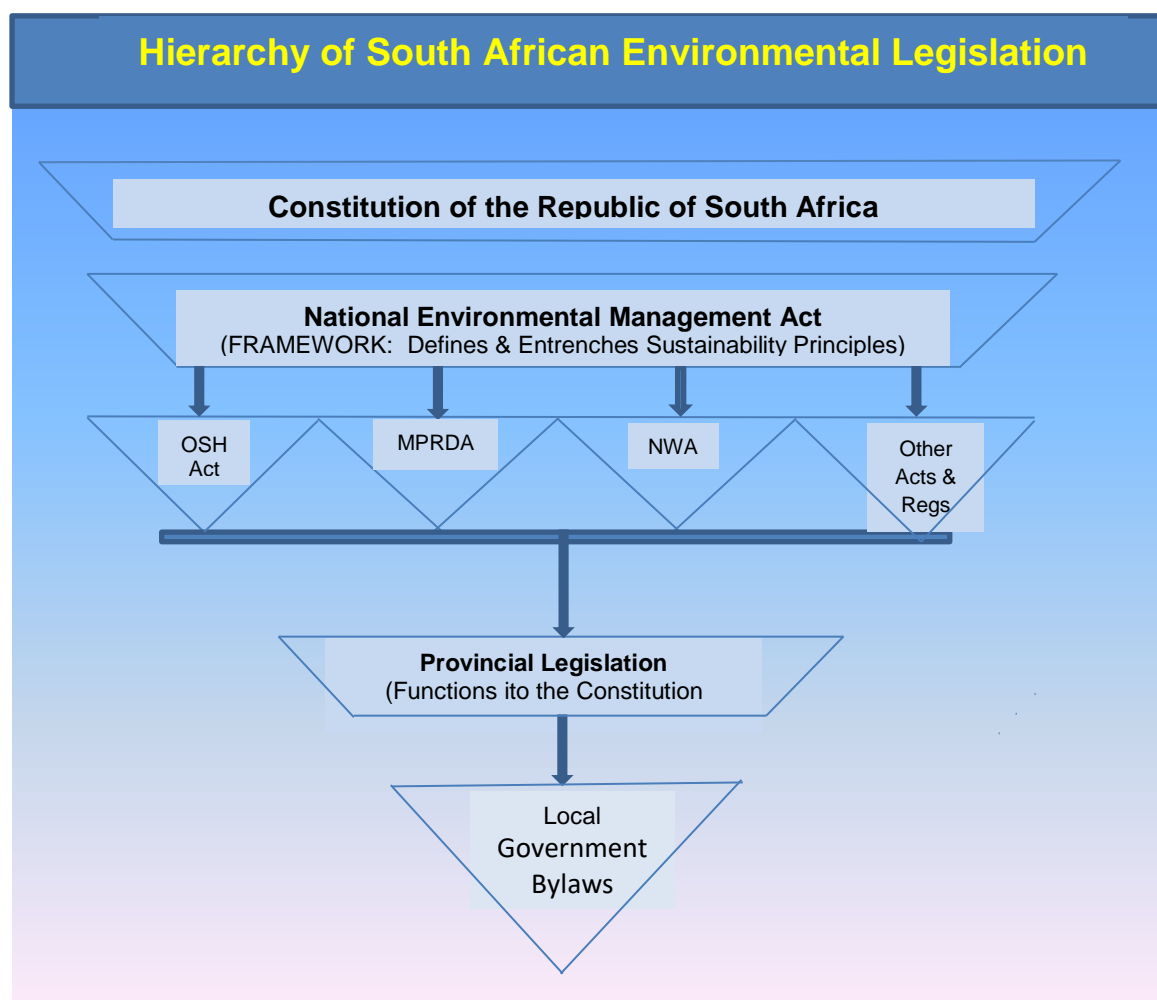 Hierarchy of South African Environmental Legislation
Constitution of the Republic of South Africa
National Environmental Management Act
(FRAMEWORK: Defines & Entrenches Sustainability Principles)
OSH
Act
MPRDA
NWA
Other
Acts &
Regs
Provincial Legislation
(Functions ito the Constitution
Local
Government
Bylaws